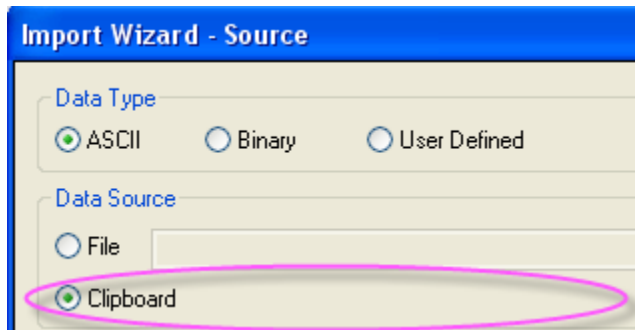 Import Wizard - Source
Data Type
ASCII Binary User Defined
Data Source
File
Clipboard